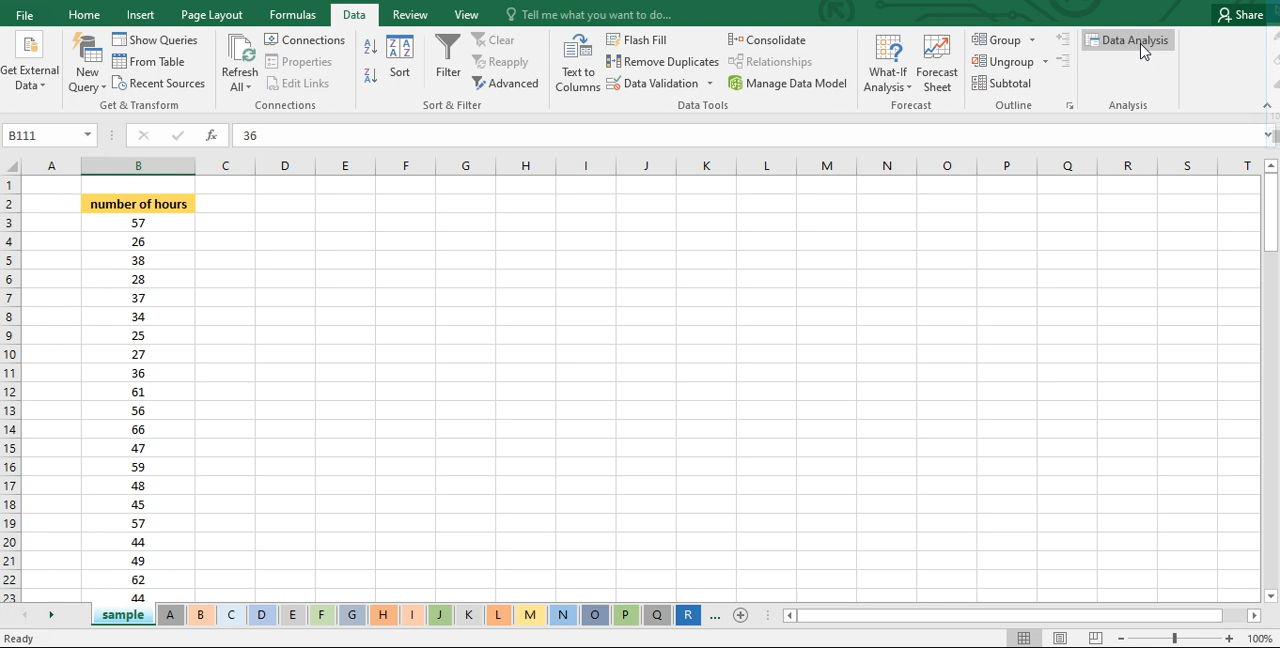 File Home Insert Page Layout Formulas Data Review View Tell me what you want to do... Share
Get External Data
New Query
Show Queries
From Table
Recent Sources
Get & Transform
Refresh All
Connections
Properties
Edit Links
Connections
Sort
Filter
Clear
Reapply
Advanced
Sort & Filter
Text to Columns
Flash Fill
Remove Duplicates
Data Validation
Consolidate
Relationships
Manage Data Model
Data Tools
What-If Analysis
Forecast Sheet
Forecast
Group
Ungroup
Subtotal
Outline
Data Analysis
Analysis
B111 fx 36
A B C D E F G H I J K L M N O P Q R S T
1
2 number of hours
3 57
4 26
5 38
6 28
7 37
8 34
9 25
10 27
11 36
12 61
13 56
14 66
15 47
16 59
17 48
18 45
19 57
20 44
21 49
22 62
23 44
sample A B C D E F G H I J K L M N O P Q R ...
Ready 100%